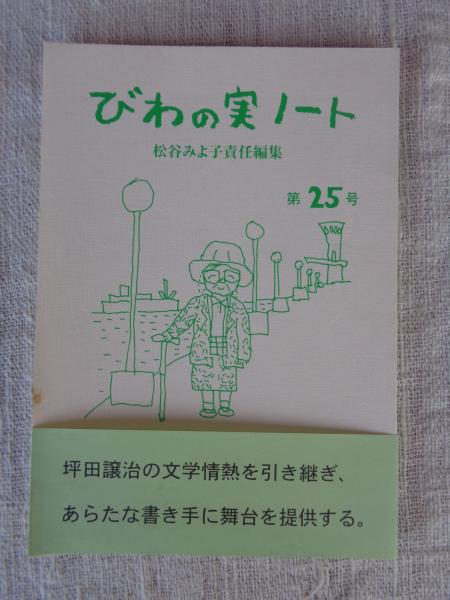 びわの実ノート
松谷みよ子責任編集
第25号
坪田譲治の文学情熱を引き継ぎ、
あらたな書き手に舞台を提供する。